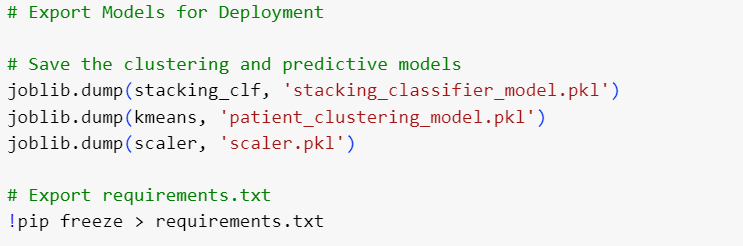 # Export Models for Deployment
# Save the clustering and predictive models
joblib.dump(stacking_clf, 'stacking_classifier_model.pkl')
joblib.dump(kmeans, 'patient_clustering_model.pkl')
joblib.dump(scaler, 'scaler.pkl')
# Export requirements.txt
!pip freeze > requirements.txt